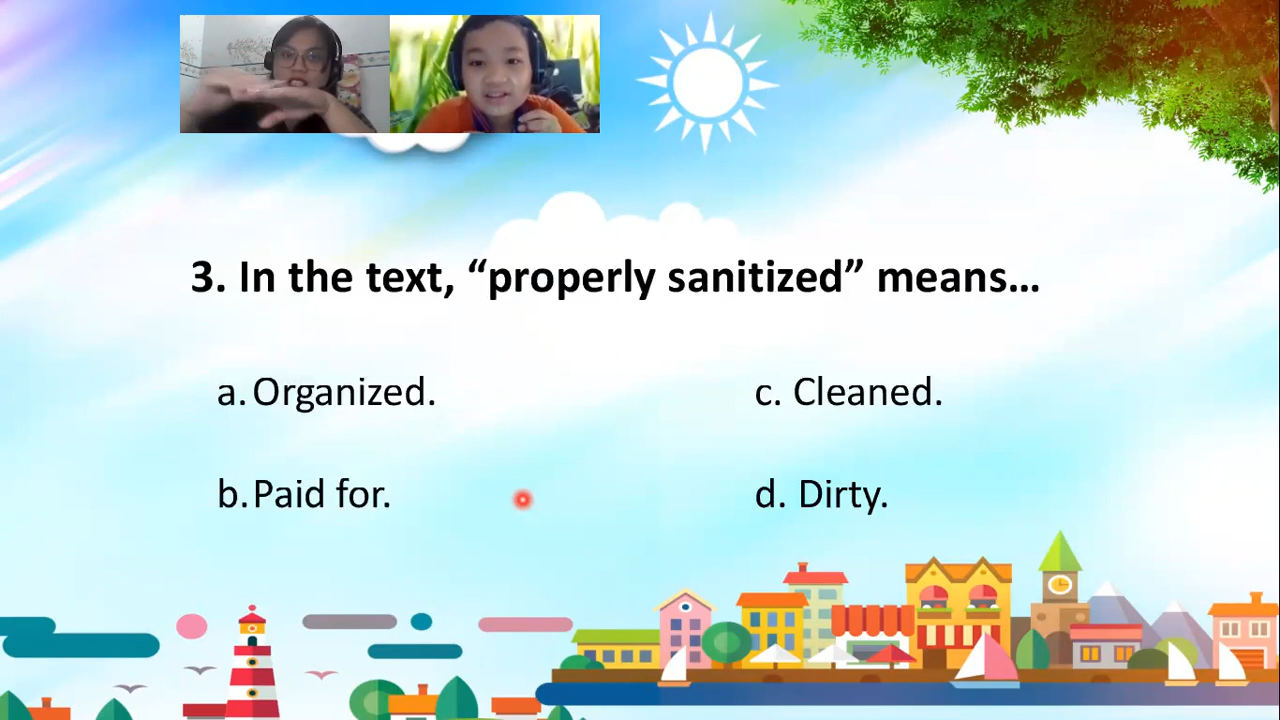 3. In the text, “properly sanitized” means…
a. Organized.
c. Cleaned.
b. Paid for.
d. Dirty.